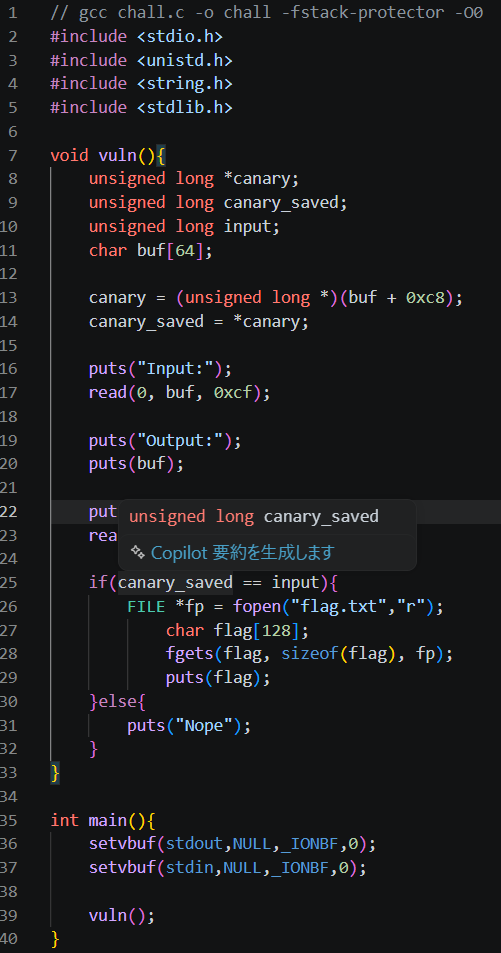 1 // gcc chall.c -o chall -fstack-protector -O0
2 #include <stdio.h>
3 #include <unistd.h>
4 #include <string.h>
5 #include <stdlib.h>
6
7 void vuln(){
8     unsigned long *canary;
9     unsigned long canary_saved;
10     unsigned long input;
11     char buf[64];
12
13     canary = (unsigned long *)(buf + 0xc8);
14     canary_saved = *canary;
15
16     puts("Input:");
17     read(0, buf, 0xcf);
18
19     puts("Output:");
20     puts(buf);
21
22     put
unsigned long canary_saved
23     rea
Copilot 要約を生成します
24
25     if(canary_saved == input){
26         FILE *fp = fopen("flag.txt","r");
27             char flag[128];
28             fgets(flag, sizeof(flag), fp);
29             puts(flag);
30     }else{
31         puts("Nope");
32     }
33 }
34
35 int main(){
36     setvbuf(stdout,NULL,_IONBF,0);
37     setvbuf(stdin,NULL,_IONBF,0);
38
39     vuln();
40 }